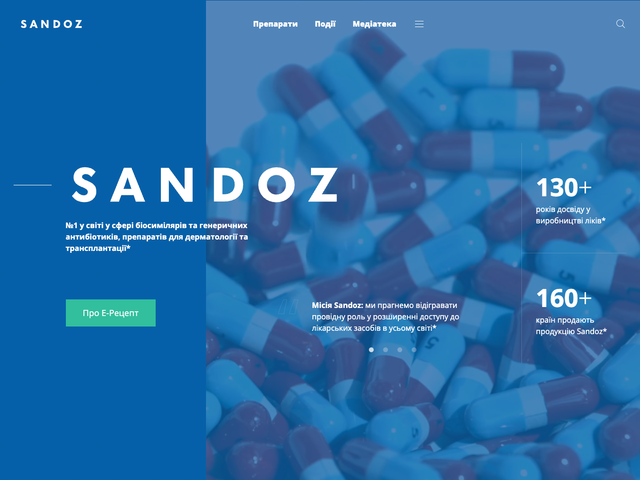 SANDOZ
Препарати Події Медіатека
SANDOZ
№1 у світі у сфері біосимілярів та генеричних
антибіотиків, препаратів для дерматології та
трансплантації*
Про Е-Рецепт
Місія Sandoz: ми прагнемо відігравати
провідну роль у розширенні доступу до
лікарських засобів в усьому світі*
130+
років досвіду у
виробництві ліків*
160+
країн продають
продукцію Sandoz*